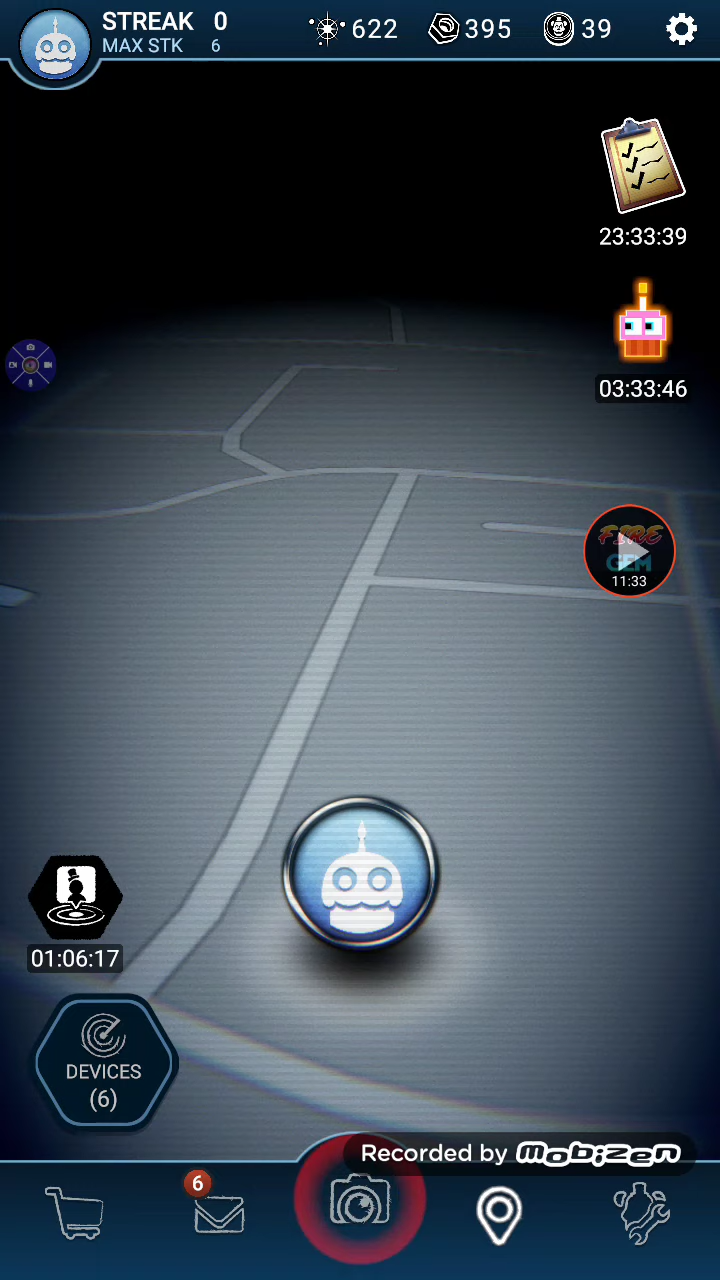 STREAK 0
MAX STK 6
622
395
39
23:33:39
03:33:46
FIRE
GEM
11:33
01:06:17
DEVICES
(6)
Recorded by mobizen
6